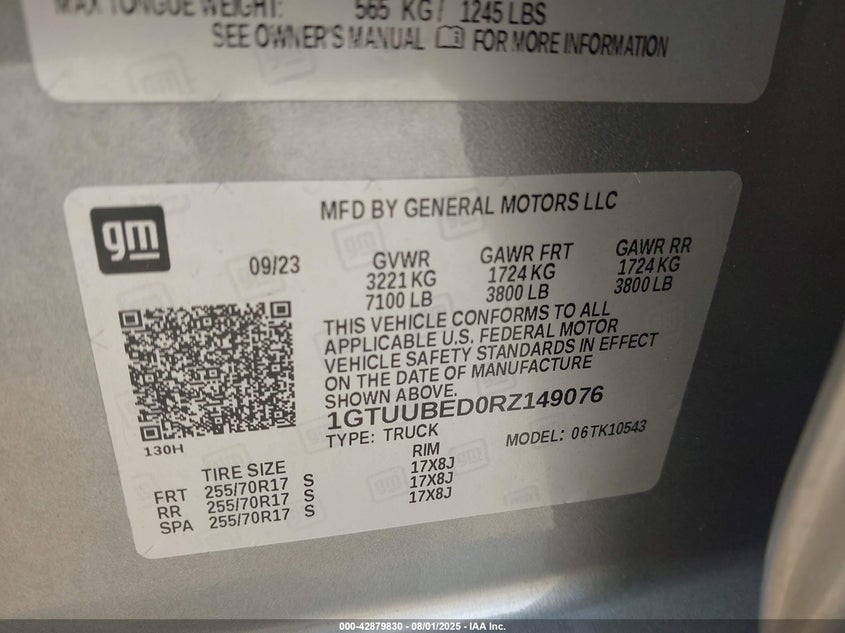 MAX TONGUE WEIGHT: 565 KG / 1245 LBS
SEE OWNER'S MANUAL FOR MORE INFORMATION
gm
MFD BY GENERAL MOTORS LLC
09/23
GVWR GAWR FRT GAWR RR
3221 KG 1724 KG 1724 KG
7100 LB 3800 LB 3800 LB
THIS VEHICLE CONFORMS TO ALL
APPLICABLE U.S. FEDERAL MOTOR
VEHICLE SAFETY STANDARDS IN EFFECT
ON THE DATE OF MANUFACTURE
SHOWN ABOVE.
1GTUUBED0RZ149076
TYPE: TRUCK MODEL: 06TK10543
130H
TIRE SIZE RIM
FRT 255/70R17 S 17X8J
RR 255/70R17 S 17X8J
SPA 255/70R17 S 17X8J
000-42879830 - 08/01/2025 - IAA Inc.